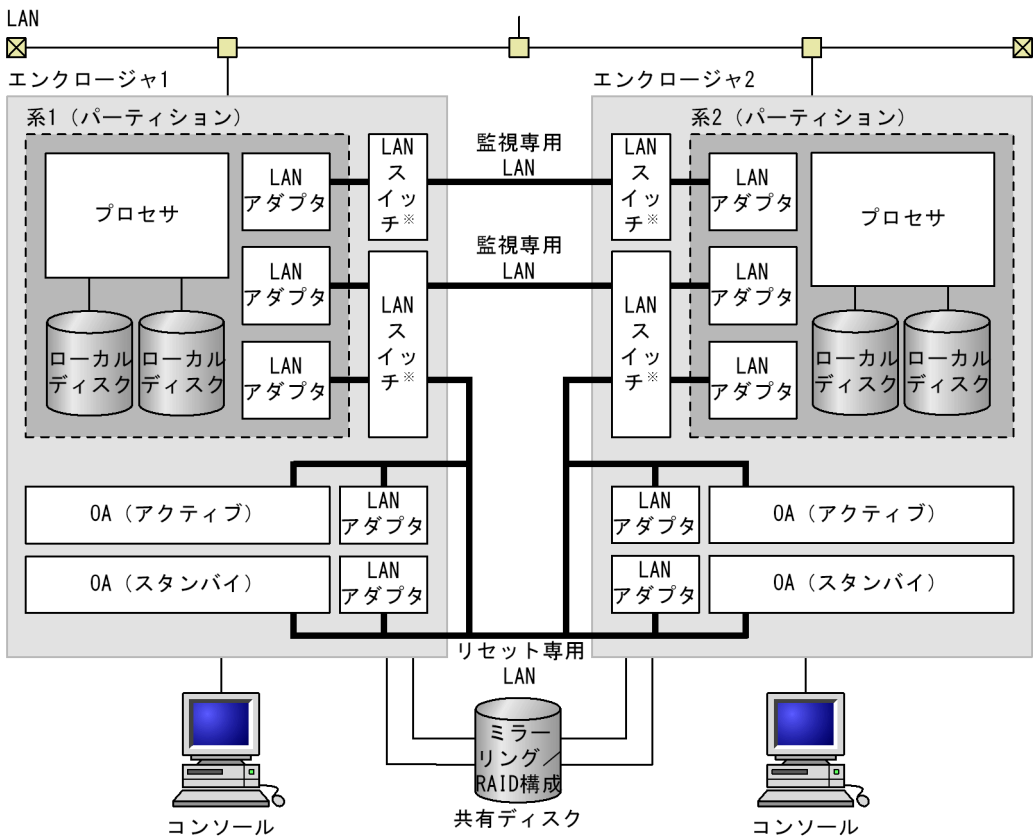 LAN
エンクロージャ1
エンクロージャ2
系1（パーティション）
系2（パーティション）
プロセサ
LAN
アダプタ
LAN
スイッチ※
監視専用
LAN
LAN
スイッチ※
LAN
アダプタ
プロセサ
LAN
アダプタ
LAN
スイッチ※
監視専用
LAN
LAN
スイッチ※
LAN
アダプタ
ローカル
ディスク
ローカル
ディスク
LAN
アダプタ
LAN
アダプタ
ローカル
ディスク
ローカル
ディスク
OA（アクティブ）
LAN
アダプタ
LAN
アダプタ
OA（アクティブ）
OA（スタンバイ）
LAN
アダプタ
LAN
アダプタ
OA（スタンバイ）
リセット専用
LAN
ミラー
リング／
RAID構成
共有ディスク
コンソール
コンソール